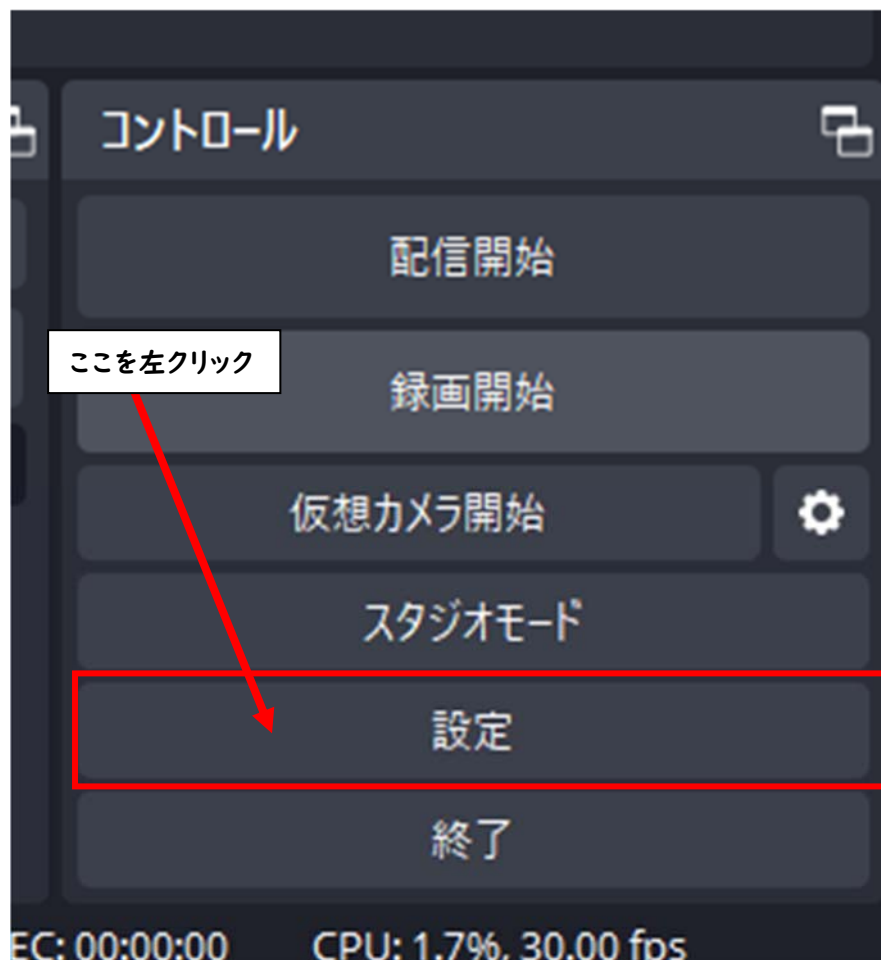 コントロール
配信開始
ここを左クリック
録画開始
仮想カメラ開始
スタジオモード
設定
終了
EC: 00:00:00 CPU: 1.7%, 30.00 fps